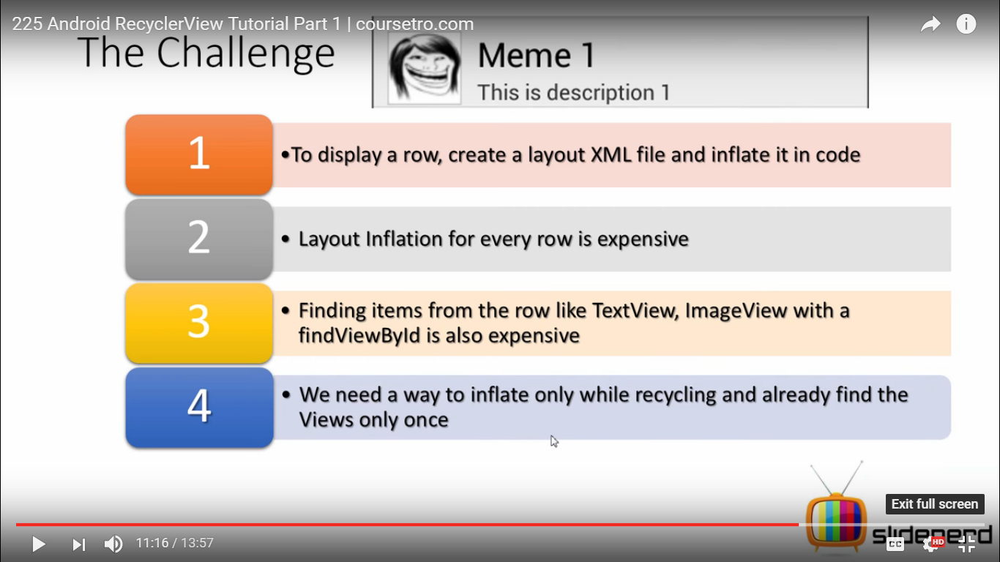 225 Android RecyclerView Tutorial Part 1 | coursetro.com
The Challenge
Meme 1
This is description 1
1
•To display a row, create a layout XML file and inflate it in code
2
• Layout Inflation for every row is expensive
3
• Finding items from the row like TextView, ImageView with a
findViewById is also expensive
4
• We need a way to inflate only while recycling and already find the
Views only once
Exit full screen
slidenerd
11:16 / 13:57
CC
HD